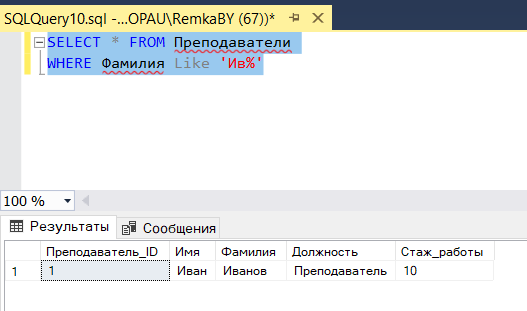 SQLQuery10.sql -...OPAU\RemkaBY (67))*
SELECT * FROM Преподаватели
WHERE Фамилия Like 'Ив%'
100 %
Результаты Сообщения
Преподаватель_ID Имя Фамилия Должность Стаж_работы
1 1 Иван Иванов Преподаватель 10